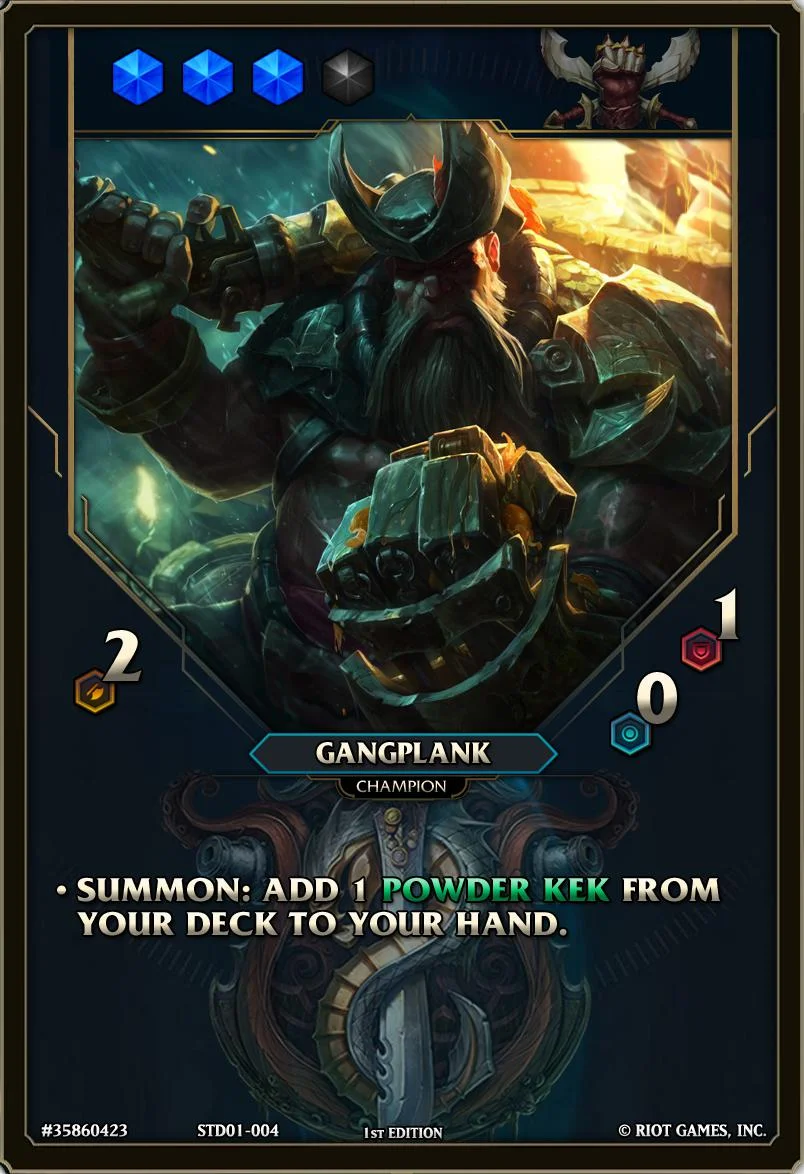 2
1
0
GANGPLANK
CHAMPION
• SUMMON: ADD 1 POWDER KEK FROM
YOUR DECK TO YOUR HAND.
#35860423 STD01-004 1ST EDITION © RIOT GAMES, INC.